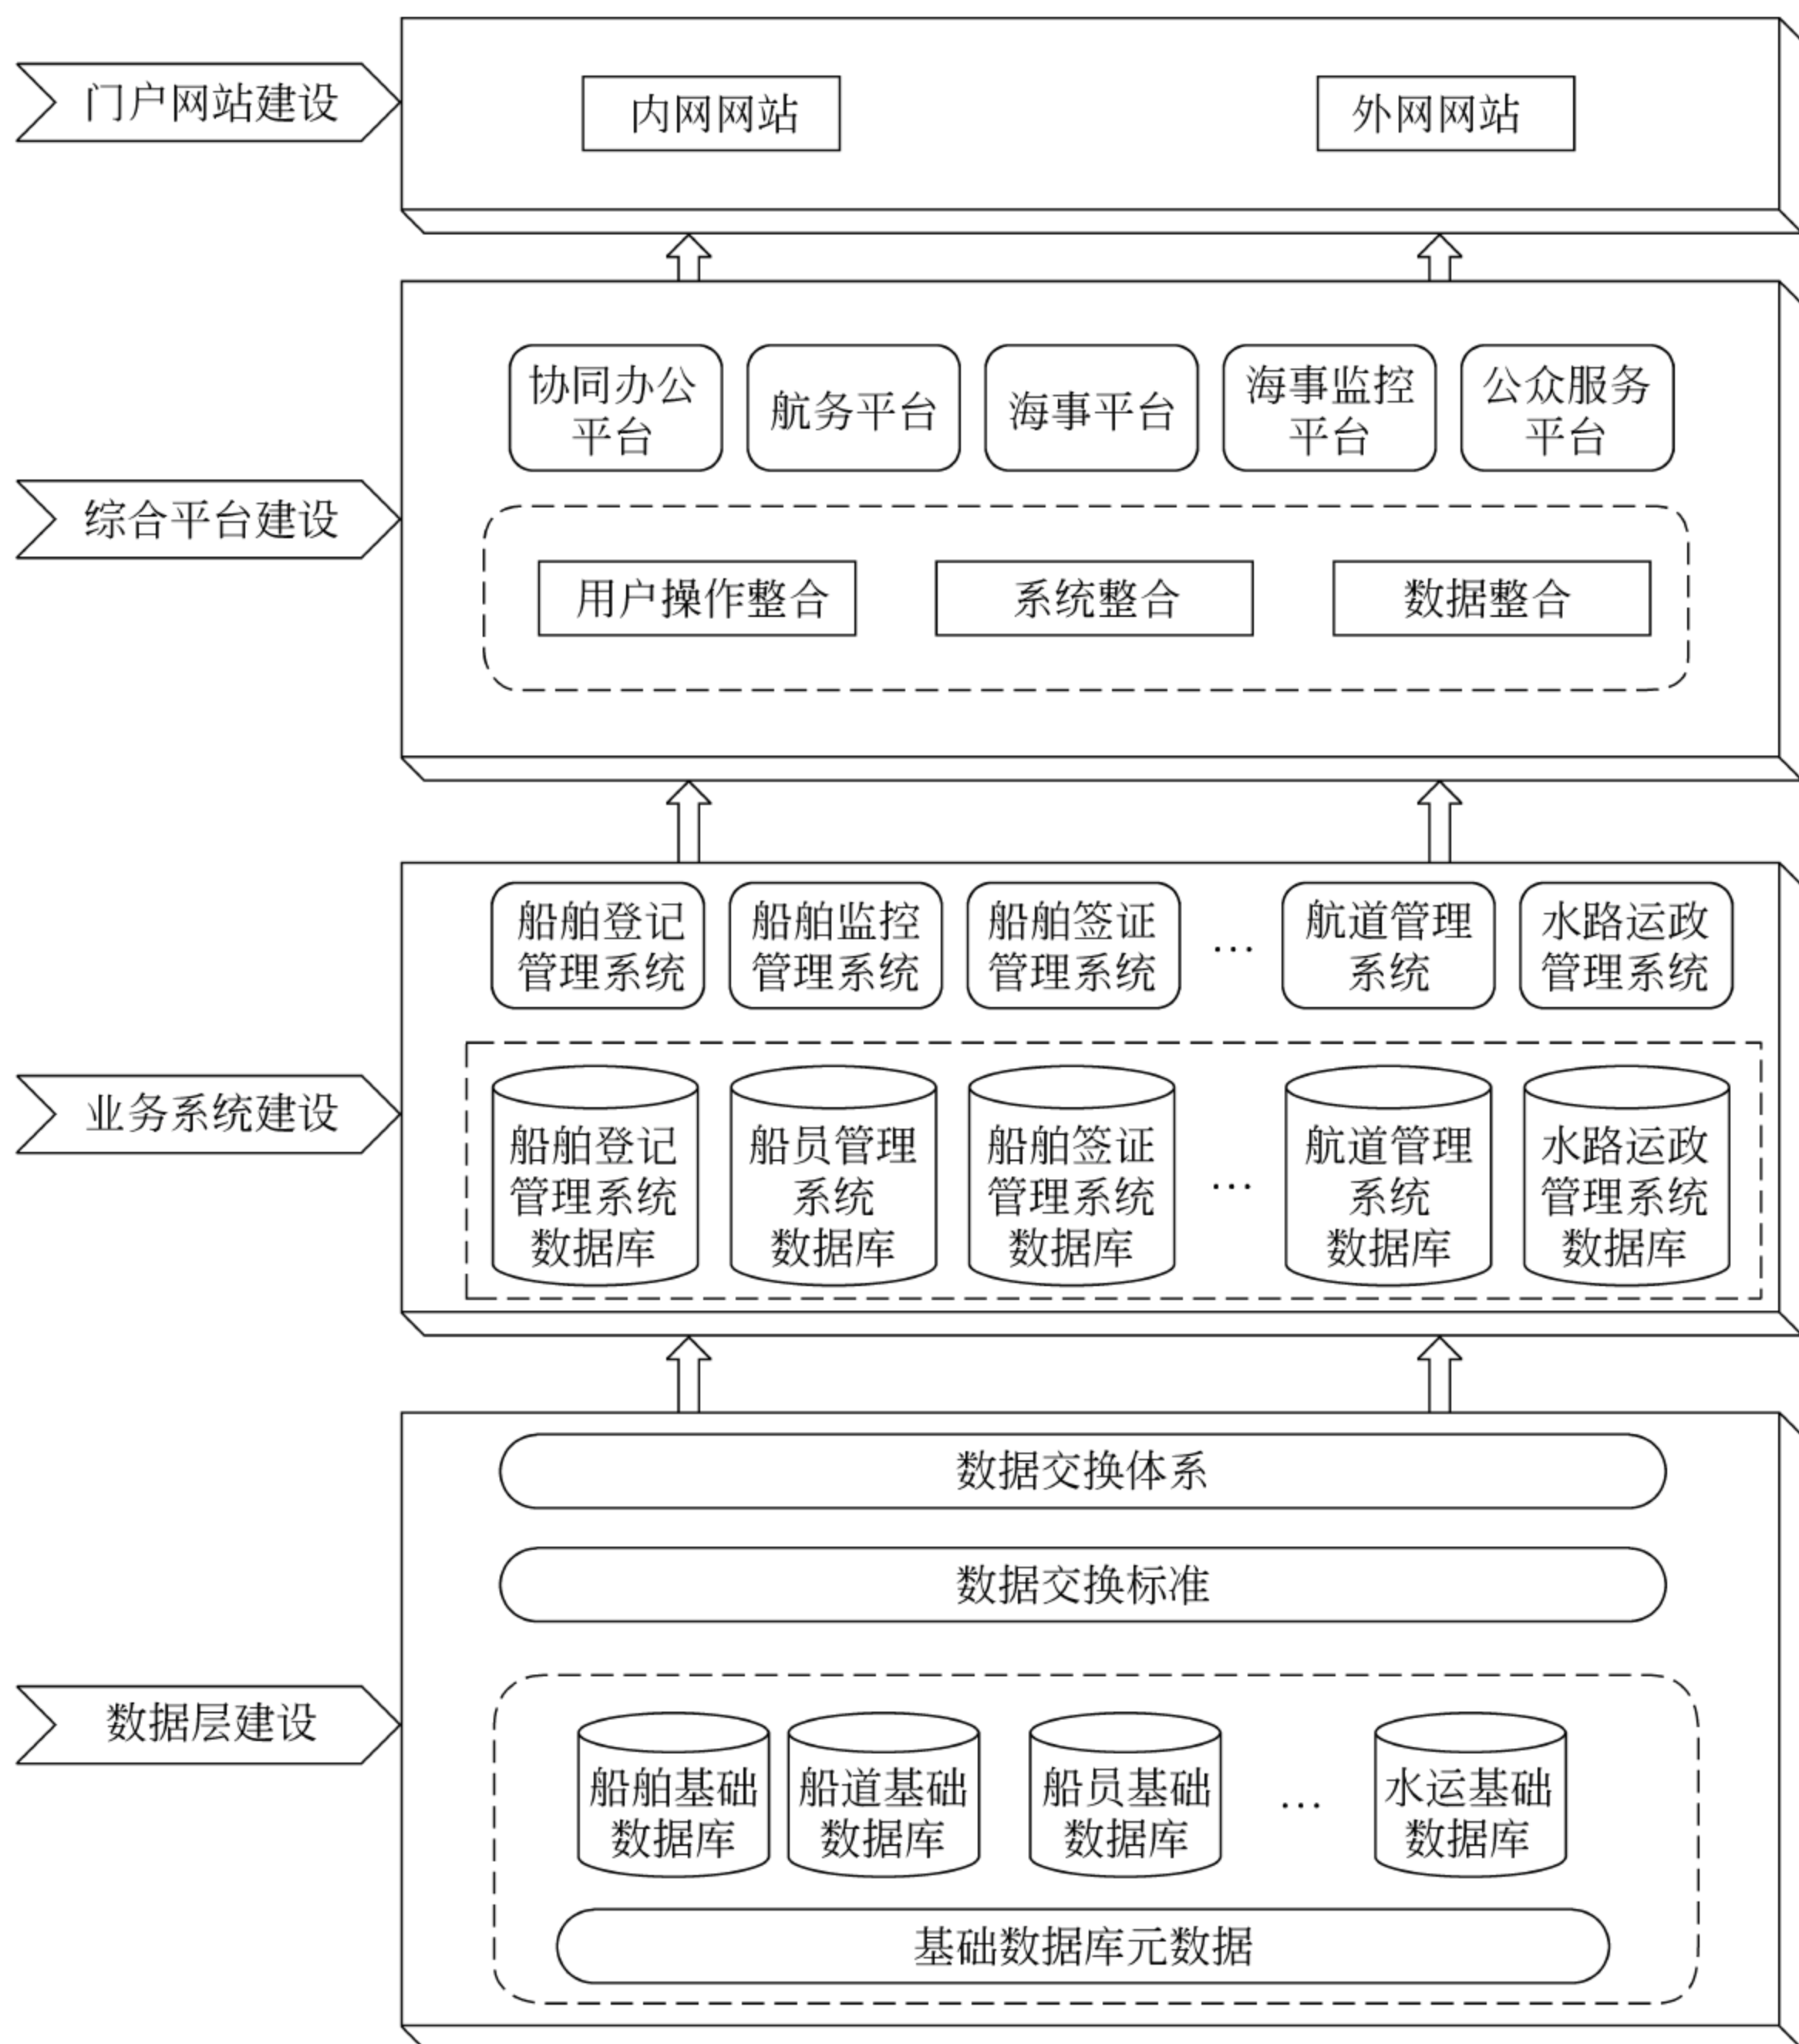 门户网站建设
内网网站
外网网站
协同办公
平台
航务平台
海事平台
海事监控
平台
公众服务
平台
综合平台建设
用户操作整合
系统整合
数据整合
船舶登记
管理系统
船舶监控
管理系统
船舶签证
管理系统
…
航道管理
系统
水路运政
管理系统
业务系统建设
船舶登记
管理系统
数据库
船员管理
系统
数据库
船舶签证
管理系统
数据库
…
航道管理
系统
数据库
水路运政
管理系统
数据库
数据交换体系
数据交换标准
数据层建设
船舶基础
数据库
船道基础
数据库
船员基础
数据库
…
水运基础
数据库
基础数据库元数据